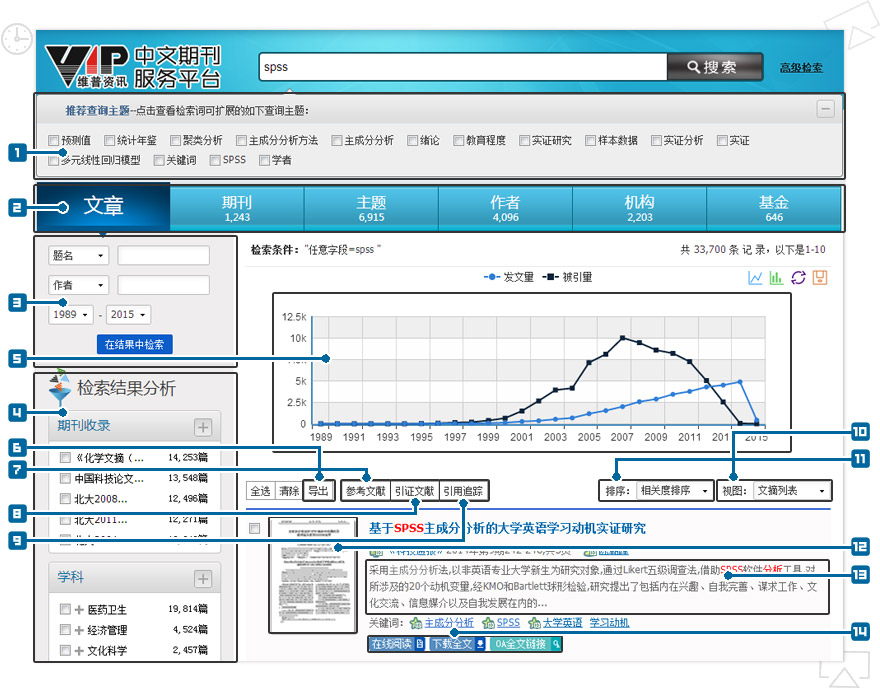 VIP 维普资讯 中文期刊服务平台
spss 搜索 高级检索
推荐查询主题--点击查看检索词可扩展的如下查询主题:
预测值 统计年鉴 聚类分析 主成分分析方法 主成分分析 绪论 教育程度 实证研究 样本数据 实证分析 实证
1
多元线性回归模型 关键词 SPSS 学者
2
文章 期刊 主题 作者 机构 基金
1,243 6,915 4,096 2,203 646
题名
作者
3
1989 - 2015
在结果中检索
检索条件："任意字段=spss " 共 33,700 条 记 录，以下是1-10
发文量 被引量
12.5k
10k
5k
2.5k
0
1989 1991 1993 1995 1997 1999 2001 2003 2005 2007 2009 2011 2015
5
检索结果分析
4
期刊收录
《化学文摘（... 14,253篇
中国科技论文... 13,548篇
北大2008... 12,496篇
北大2011... 12,271篇
6
7
8
9
10
11
全选 清除 导出 参考文献 引证文献 引用追踪 排序： 相关度排序 视图： 文摘列表
学科
医药卫生 19,814篇
经济管理 4,524篇
文化科学 2,457篇
基于SPSS主成分分析的大学英语学习动机实证研究
12
采用主成分分析法,以非英语专业大学新生为研究对象,通过Likert五级调查法,借助SPSS软件分析工具,对
13
所涉及的20个动机变量,经KMO和Bartlett球形检验,研究提出了包括内在兴趣、自我完善、谋求工作、文
化交流、信息媒介以及自我发展在内的...
关键词: 主成分分析 SPSS 大学英语 学习动机
14
在线阅读 下载全文 OA全文链接